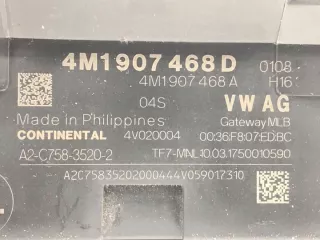 4M1907468D 0108
4M1907468A H16
04S VW AG
Made in Philippines Gateway MLB
CONTINENTAL 4V020004 00:36:F8:07:ED:BC
A2-C758-3520-2 TF7-MNL10.03.1750010590
A2C75835202000444V059017310